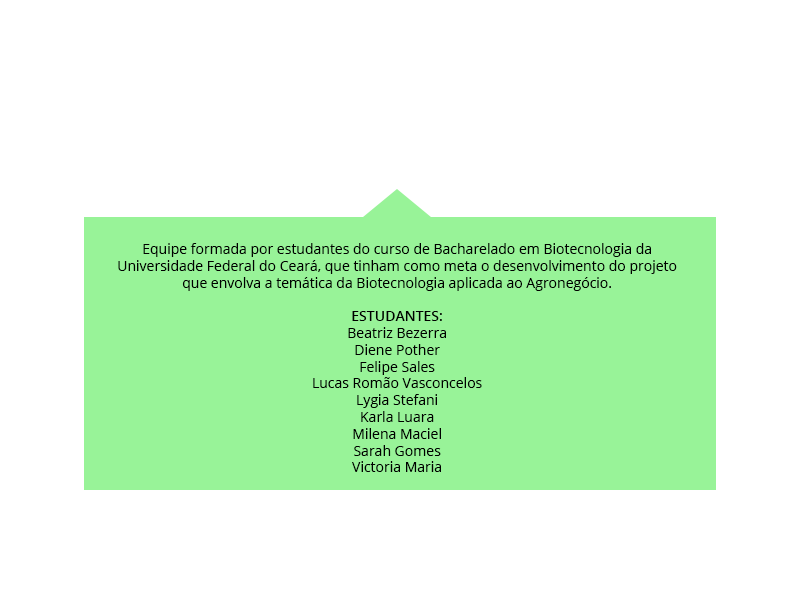 Equipe formada por estudantes do curso de Bacharelado em Biotecnologia da
Universidade Federal do Ceará, que tinham como meta o desenvolvimento do projeto
que envolva a temática da Biotecnologia aplicada ao Agronegócio.
ESTUDANTES:
Beatriz Bezerra
Diene Pother
Felipe Sales
Lucas Romão Vasconcelos
Lygia Stefani
Karla Luara
Milena Maciel
Sarah Gomes
Victoria Maria